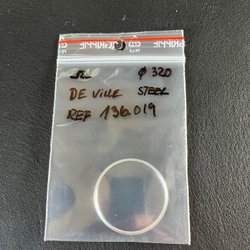 Ω ⌀ 320
DE VILLE STEEL
REF 136.019